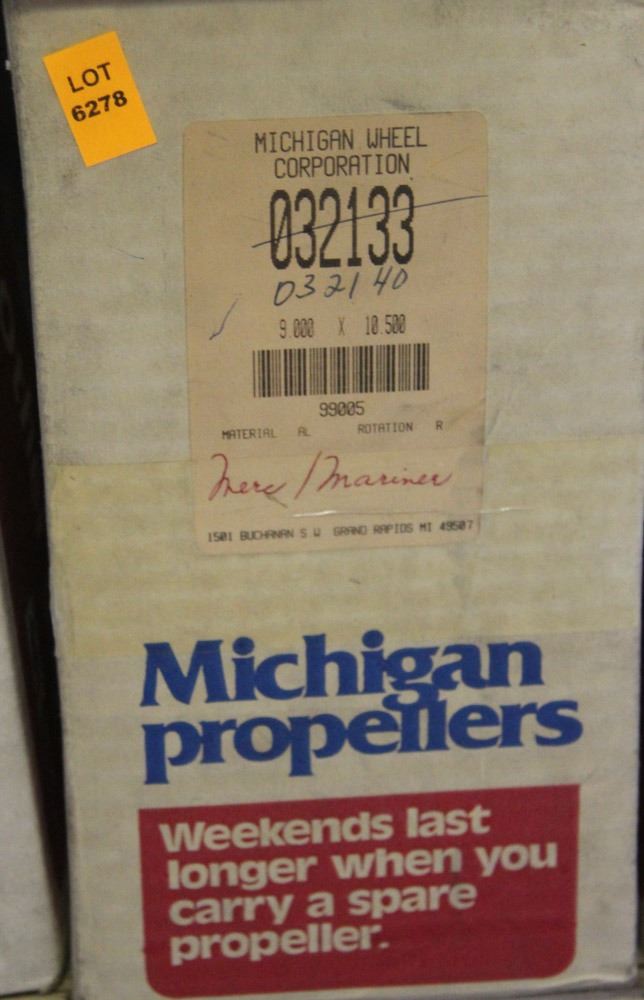 LOT
6278
MICHIGAN WHEEL
CORPORATION
032133
032140
9.000 X 10.500
99005
MATERIAL AL ROTATION R
Merc / Mariner
1501 BUCHANAN S W GRAND RAPIDS MI 49507
Michigan
propellers
Weekends last
longer when you
carry a spare
propeller.